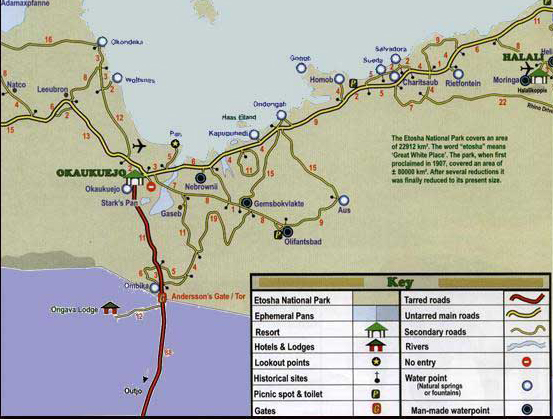 Adamaxpfanne
Okondeka
Wolfsnes
Natco
Leeubron
Gonob
Homob
Salvadora
Sueda
Charitsaub
Rietfontein
HALALI
Moringa
Halalikoppie
Rhino Drive
Ondongab
Haas Eiland
Kapupuhedi
Pan
OKAUKUEJO
Okaukuejo
Stark's Pan
Nebrownii
Gaseb
Gemsbokvlakte
Olifantsbad
Aus
The Etosha National Park covers an area
of 22912 km². The word "etosha" means
'Great White Place'. The park, when first
proclaimed in 1907, covered an area of
± 80000 km². After several reductions it
was finally reduced to its present size.
Ombika
Andersson's Gate / Tor
Ongava Lodge
12
68
Outjo
Key
Etosha National Park
Tarred roads
Ephemeral Pans
Untarred main roads
Resort
Secondary roads
Hotels & Lodges
Rivers
Lookout points
No entry
Historical sites
Water point
(Natural springs
or fountains)
Picnic spot & toilet
P
Gates
G
Man-made waterpoint